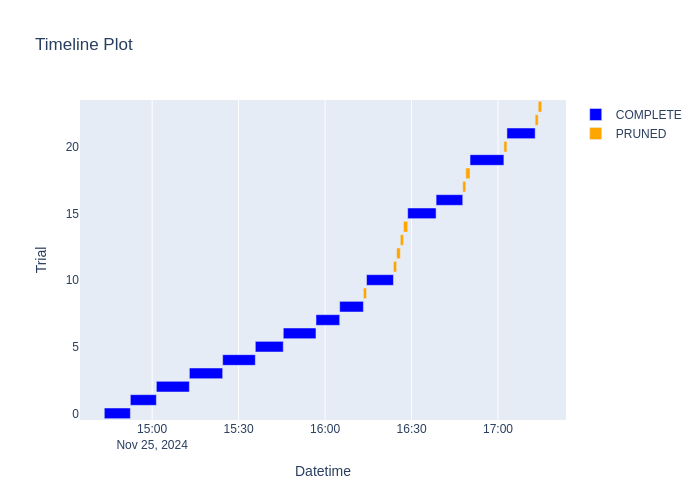 Timeline Plot
COMPLETE
PRUNED
Trial
20
15
10
5
0
15:00
15:30
16:00
16:30
17:00
Nov 25, 2024
Datetime